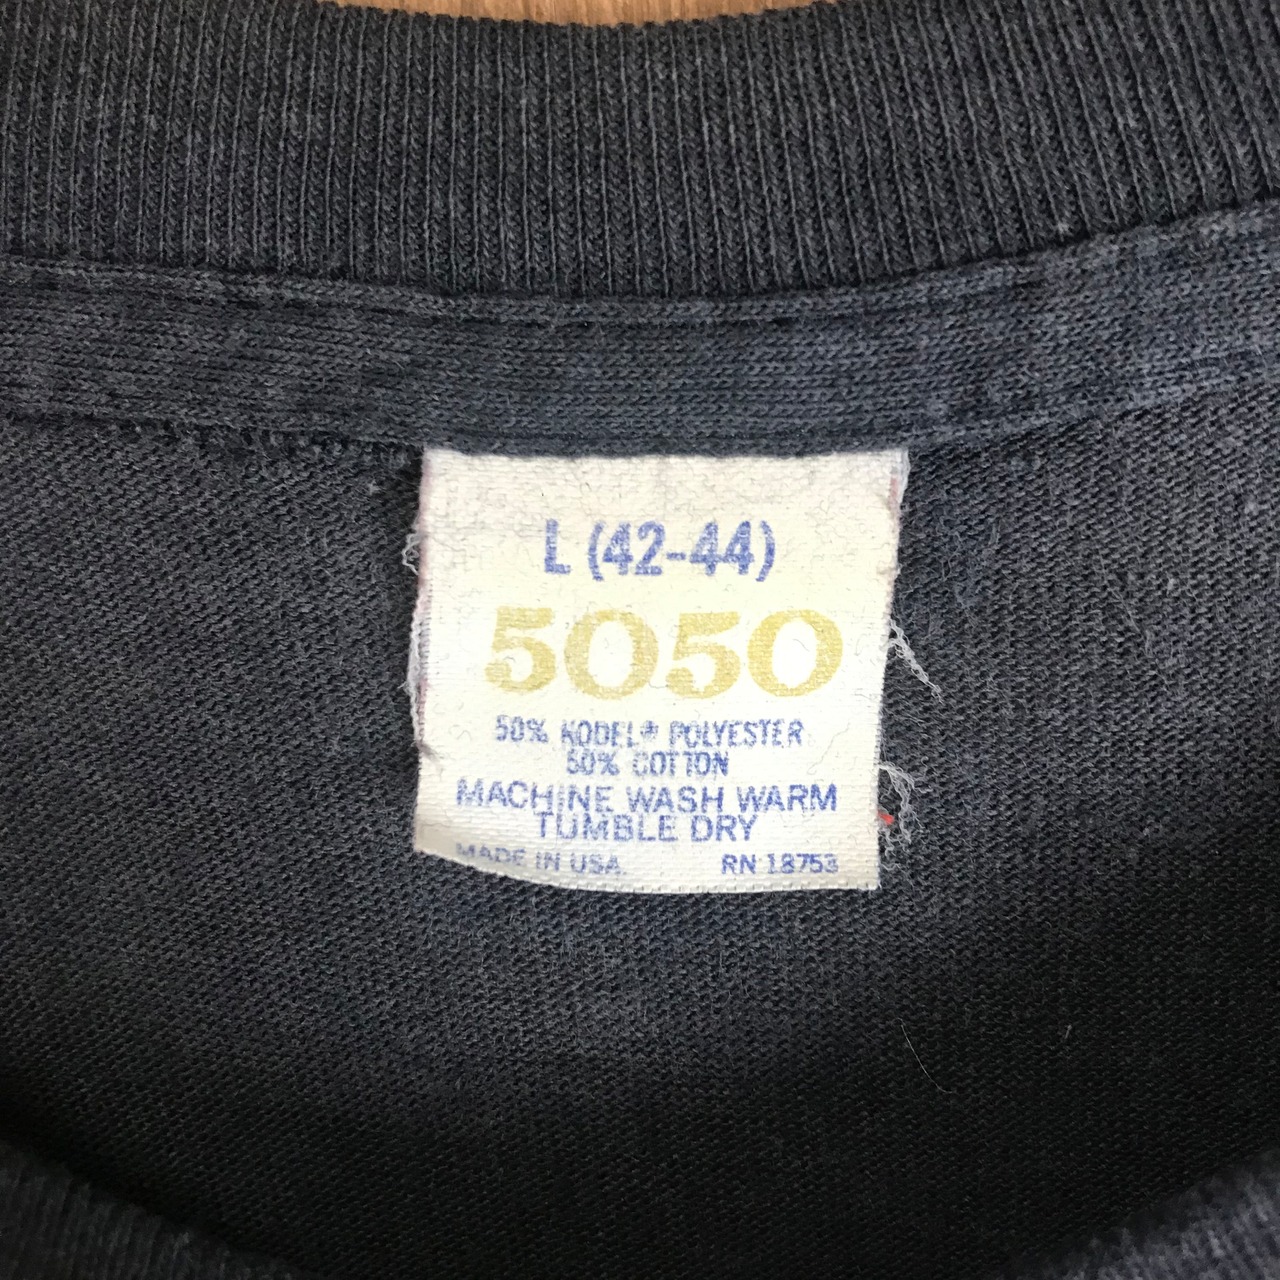 L (42-44)
5050
50% KODEL® POLYESTER
50% COTTON
MACHINE WASH WARM
TUMBLE DRY
MADE IN USA. RN 18753